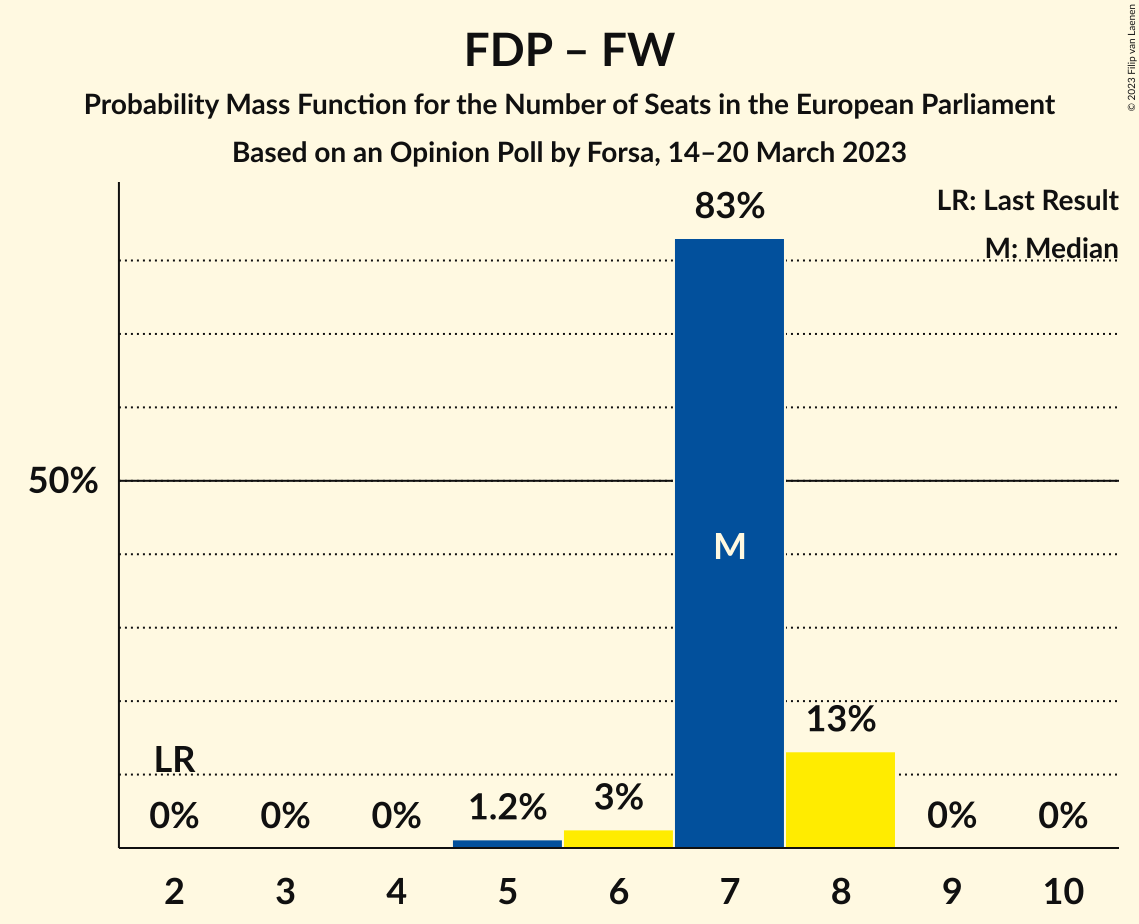 FDP – FW
Probability Mass Function for the Number of Seats in the European Parliament
Based on an Opinion Poll by Forsa, 14–20 March 2023
© 2023 Filip van Laenen
LR: Last Result
M: Median
83%
50%
M
13%
LR
0% 0% 0% 1.2% 3% 0% 0%
2 3 4 5 6 7 8 9 10